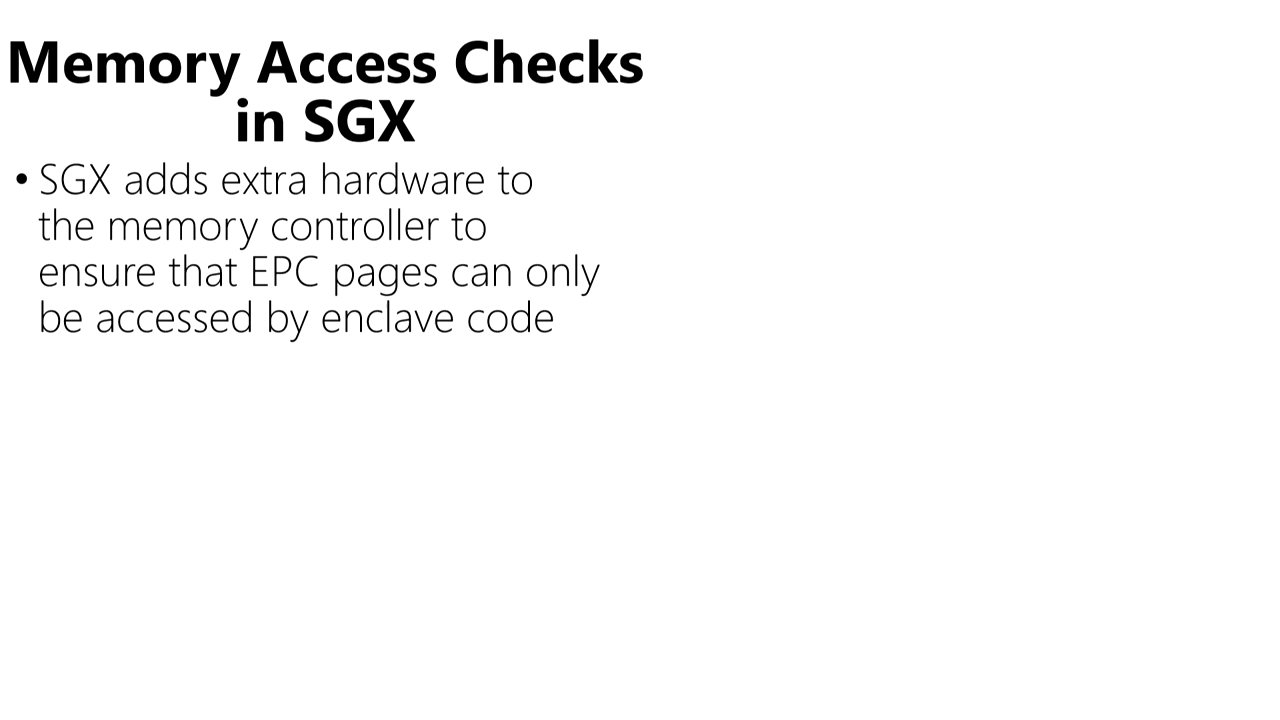 Memory Access Checks
in SGX
• SGX adds extra hardware to
the memory controller to
ensure that EPC pages can only
be accessed by enclave code